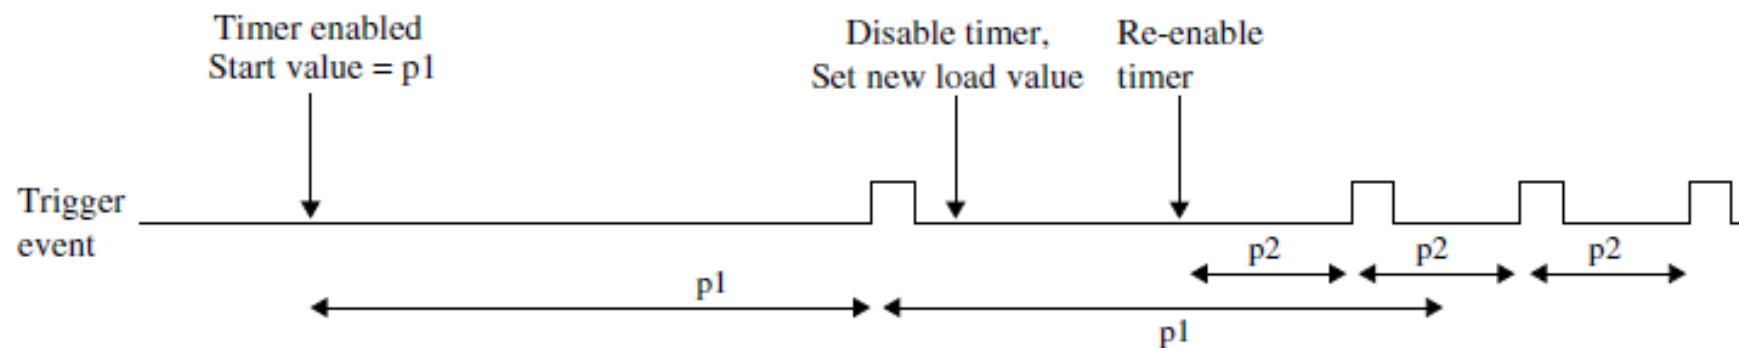 Timer enabled
Start value = p1
Disable timer,
Set new load value
Re-enable
timer
Trigger
event
p2
p2
p2
p1
p1